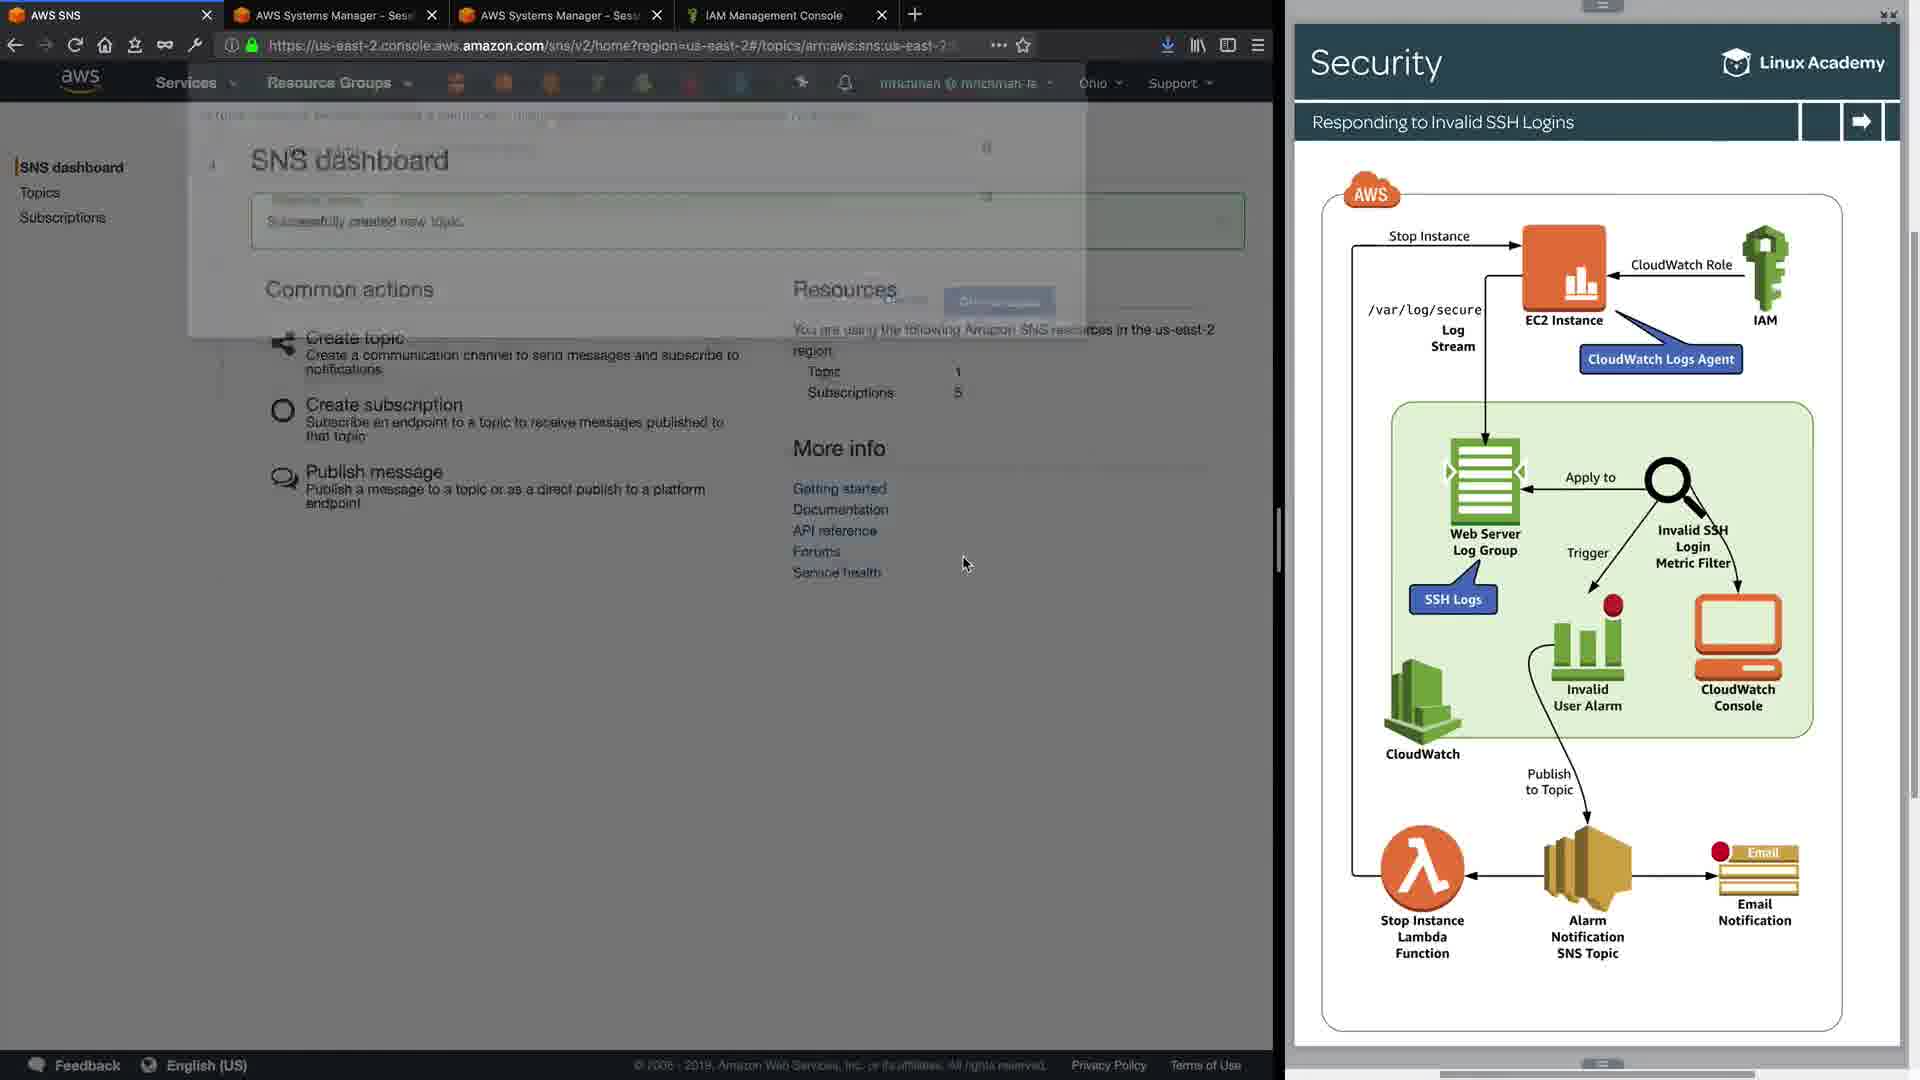 AWS SNS
AWS Systems Manager - Sess
AWS Systems Manager - Sess
IAM Management Console
https://us-east-2.console.aws.amazon.com/sns/v2/home?region=us-east-2#/topics/arn:aws:sns:us-east-2:
aws
Services
Resource Groups
mrichman @ mrichman-la
Ohio
Support
SNS dashboard
Topics
Subscriptions
SNS dashboard
Successfully created new topic.
Common actions
Create topic
Create a communication channel to send messages and subscribe to
notifications
Create subscription
Subscribe an endpoint to a topic to receive messages published to
that topic
Publish message
Publish a message to a topic or as a direct publish to a platform
endpoint
Resources
You are using the following Amazon SNS resources in the us-east-2
region
Topic 1
Subscriptions 5
More info
Getting started
Documentation
API reference
Forums
Service health
Feedback
English (US)
© 2008 - 2019, Amazon Web Services, Inc. or its affiliates. All rights reserved.
Privacy Policy
Terms of Use
Security
Linux Academy
Responding to Invalid SSH Logins
AWS
Stop Instance
CloudWatch Role
/var/log/secure
Log
Stream
EC2 Instance
IAM
CloudWatch Logs Agent
Apply to
Web Server
Log Group
Invalid SSH
Login
Metric Filter
Trigger
SSH Logs
Invalid
User Alarm
CloudWatch
Console
CloudWatch
Publish
to Topic
Email
Stop Instance
Lambda
Function
Alarm
Notification
SNS Topic
Email
Notification